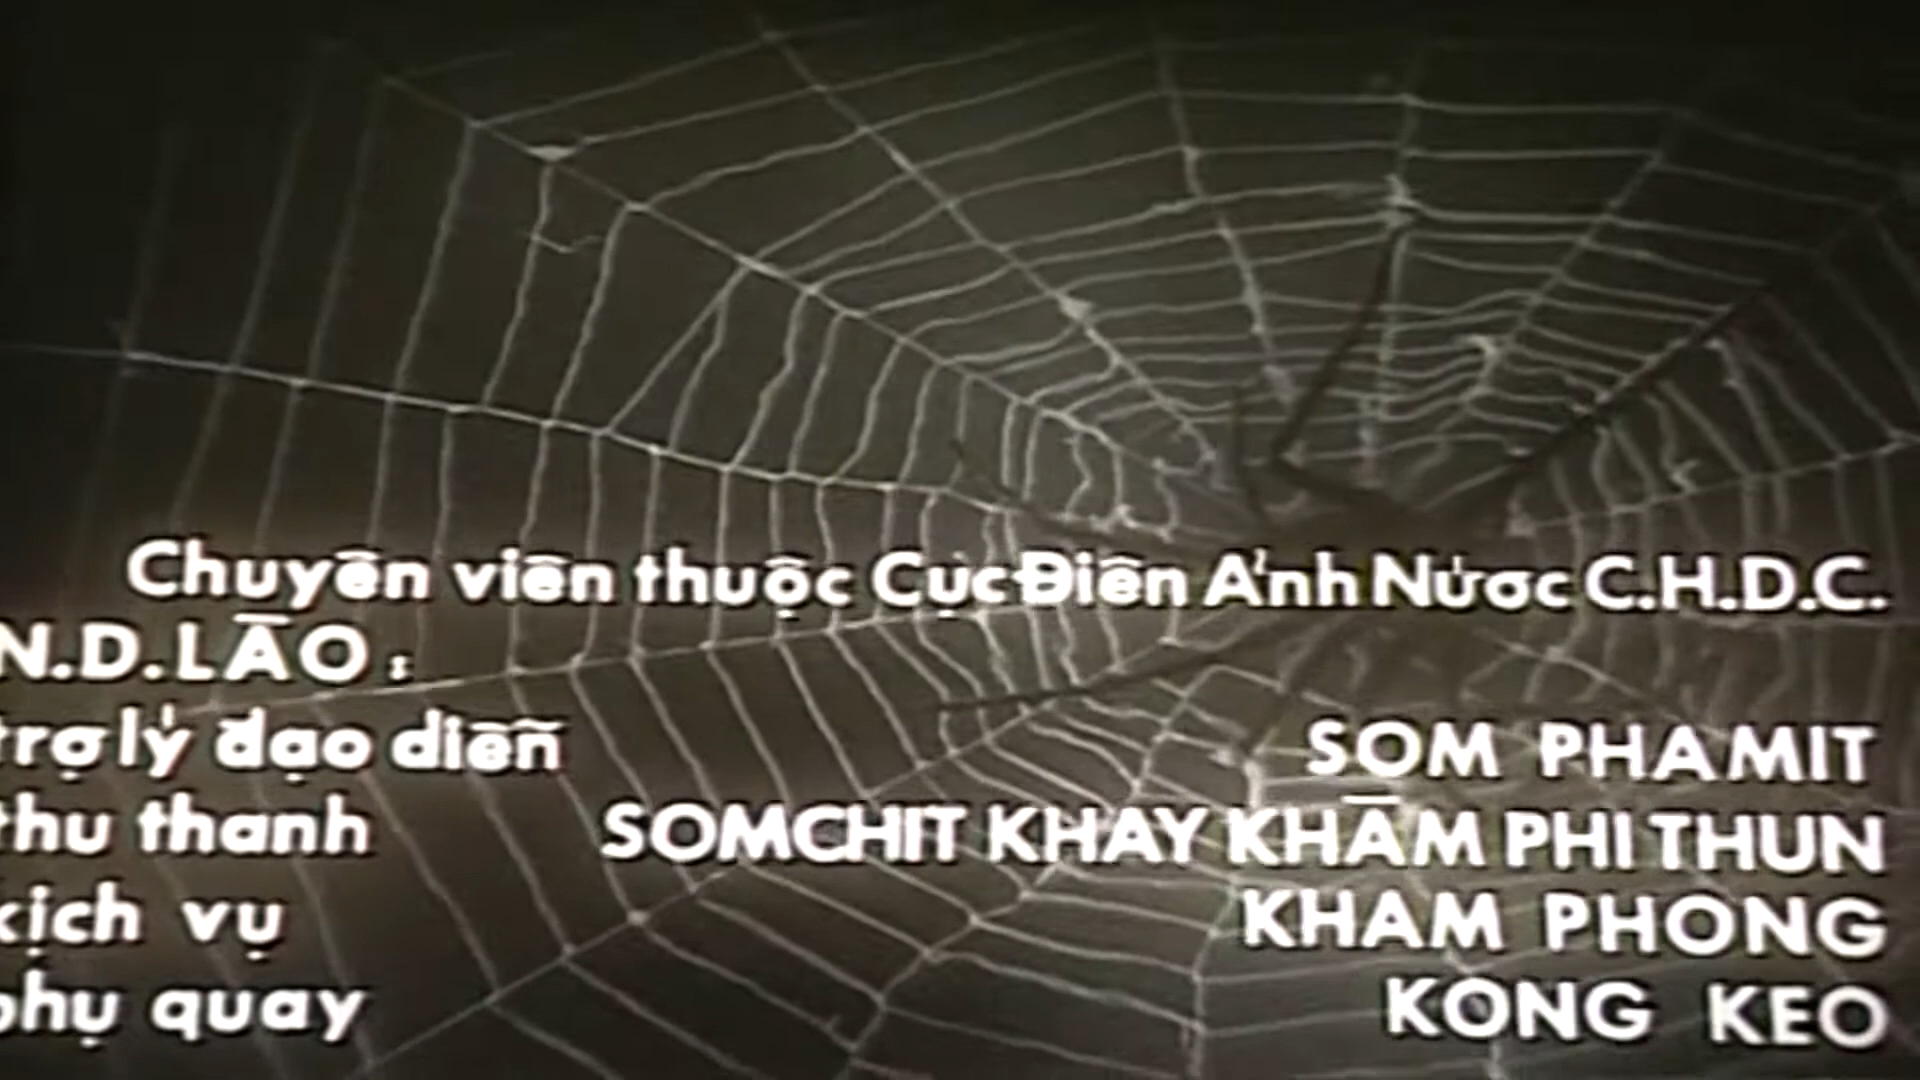 Chuyên viên thuộc Cục Điện Ảnh Nước C.H.D.C.
N.D.LÀO :
trợ lý đạo diễn SOM PHAMIT
thu thanh SOMCHIT KHAY KHĀM PHI THUN
kịch vụ KHAM PHONG
phụ quay KONG KEO